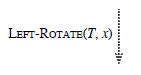 LEFT-ROTATE(T, x)